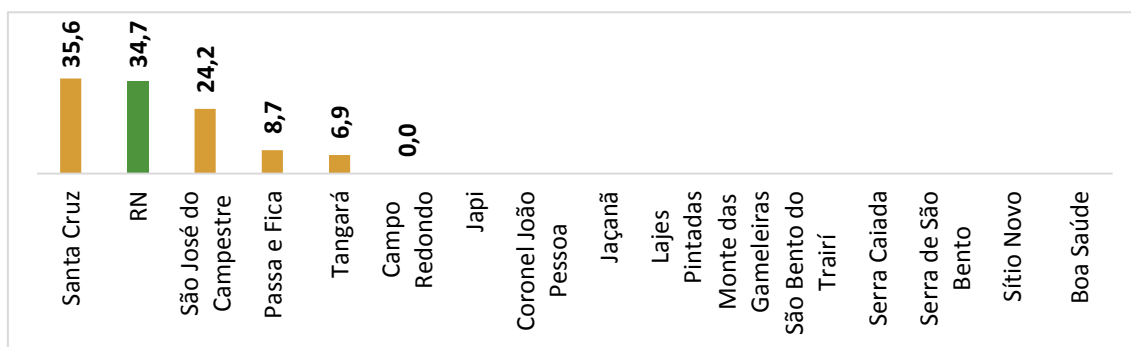 35,6
34,7
24,2
8,7
6,9
0,0
Santa Cruz
RN
São José do
Campestre
Passa e Fica
Tangará
Campo
Redondo
Japi
Coronel João
Pessoa
Jaçanã
Lajes
Pintadas
Monte das
Gameleiras
São Bento do
Trairí
Serra Caiada
Serra de São
Bento
Sítio Novo
Boa Saúde